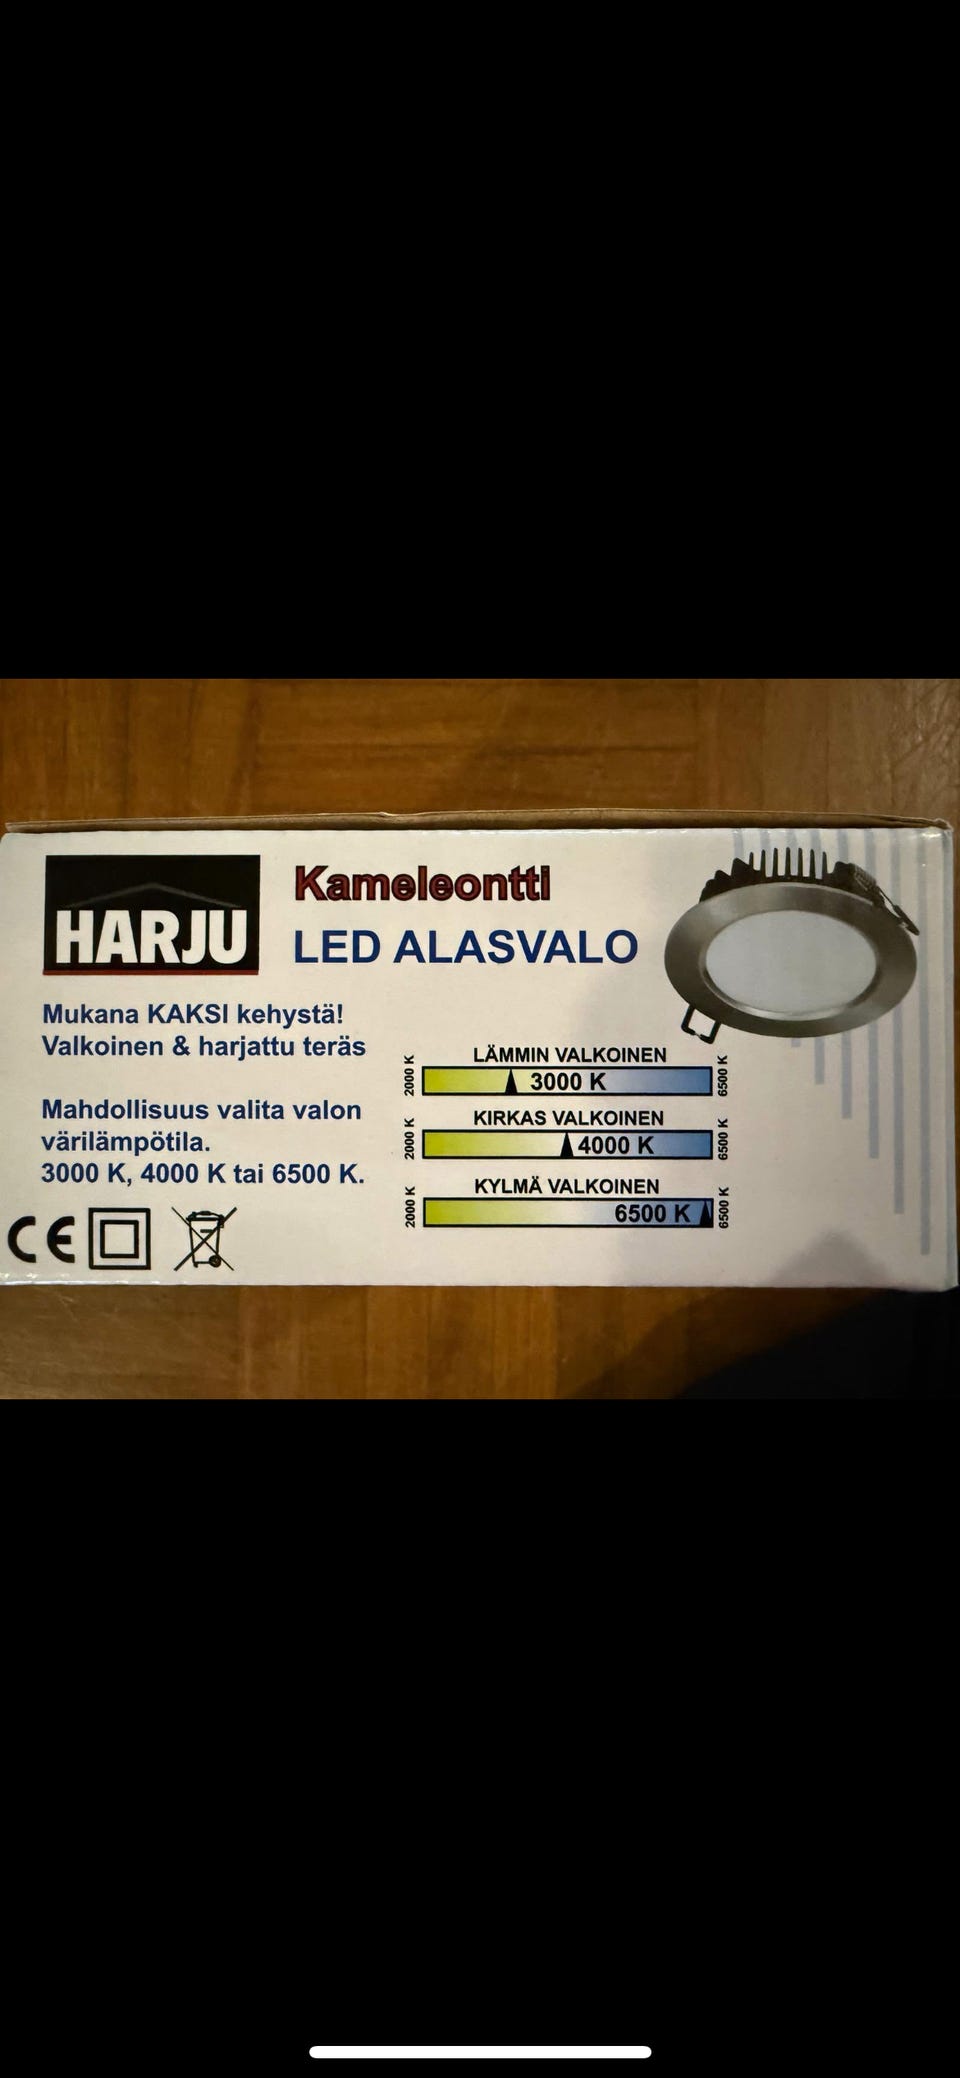 HARJU
Kameleontti
LED ALASVALO
Mukana KAKSI kehystä!
Valkoinen & harjattu teräs
Mahdollisuus valita valon
värilämpötila.
3000 K, 4000 K tai 6500 K.
CE
LÄMMIN VALKOINEN
2000 K 3000 K 6500 K
KIRKAS VALKOINEN
2000 K 4000 K 6500 K
KYLMÄ VALKOINEN
2000 K 6500 K 6500 K